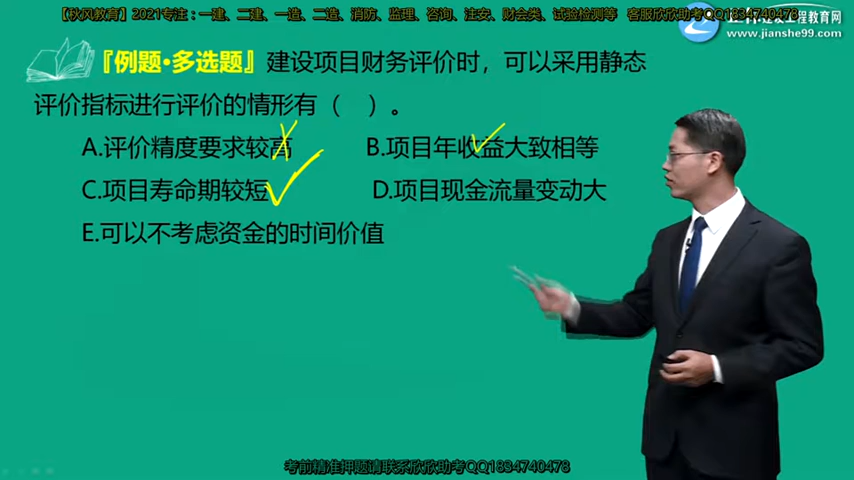 【秋风教育】2021专注：一建、二建、一造、二造、消防、监理、咨询、注安、财会类、试验检测等 客服欣欣助考QQ1834740478
建设工程教育网
www.jianshe99.com
『例题·多选题』建设项目财务评价时，可以采用静态
评价指标进行评价的情形有（ ）。
A.评价精度要求较高 B.项目年收益大致相等
C.项目寿命期较短 D.项目现金流量变动大
E.可以不考虑资金的时间价值
考前精准押题请联系欣欣助考QQ1834740478